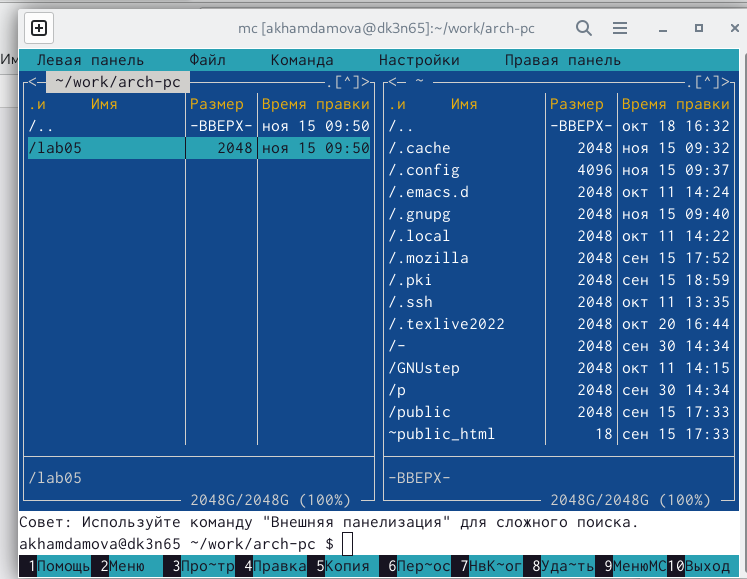 mc [akhamdamova@dk3n65]:~/work/arch-pc
Им
Левая панель Файл Команда Настройки Правая панель
<— ~/work/arch-pc .[^]>
.и Имя Размер Время правки
/.. -ВВЕРХ- ноя 15 09:50
/lab05 2048 ноя 15 09:50
/lab05
2048G/2048G (100%)
<— ~ .[^]>
.и Имя Размер Время правки
/.. -ВВЕРХ- окт 18 16:32
/.cache 2048 ноя 15 09:32
/.config 4096 ноя 15 09:37
/.emacs.d 2048 окт 11 14:24
/.gnupg 2048 ноя 15 09:40
/.local 2048 окт 11 14:22
/.mozilla 2048 сен 15 17:52
/.pki 2048 сен 15 18:59
/.ssh 2048 окт 11 13:35
/.texlive2022 2048 окт 20 16:44
/- 2048 сен 30 14:34
/GNUstep 2048 окт 11 14:15
/p 2048 сен 30 14:34
/public 2048 сен 15 17:33
~public_html 18 сен 15 17:33
-ВВЕРХ-
2048G/2048G (100%)
Совет: Используйте команду "Внешняя панелизация" для сложного поиска.
akhamdamova@dk3n65 ~/work/arch-pc $
1Помощь 2Меню 3Про~тр 4Правка 5Копия 6Пер~ос 7НвК~ог 8Уда~ть 9МенюMC 10Выход